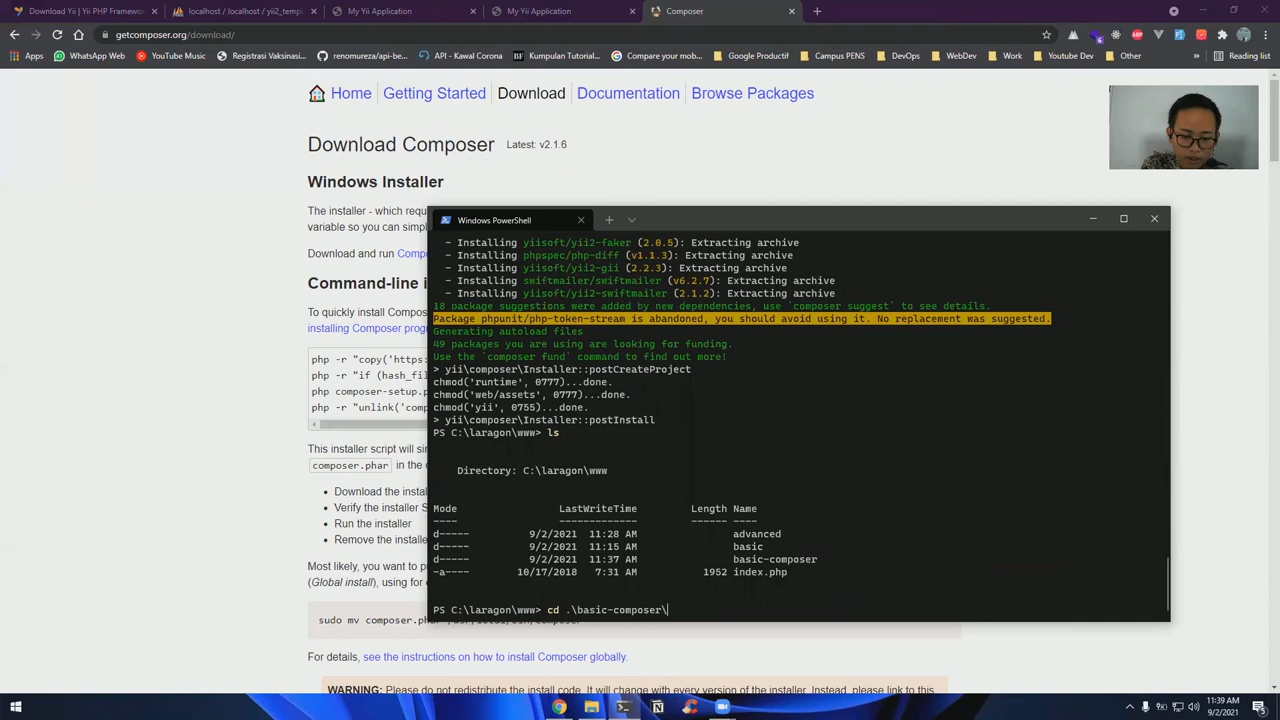 Download Yii | YII PHP Framewor
localhost / localhost / yii2_templ
My Yii Application
My Yii Application
Composer
getcomposer.org/download/
Apps
WhatsApp Web
YouTube Music
Registrasi Vaksinasi...
renomureza/api-be...
API - Kawal Corona
Kumpulan Tutorial...
Compare your mob...
Google Productif
Campus PENS
DevOps
WebDev
Youtube Dev
Other
Reading list
Home
Getting Started
Download
Documentation
Browse Packages
Download Composer Latest: v2.1.6
Windows Installer
The installer - which requ
variable so you can simpl
Download and run Comp
Command-line i
To quickly install Compos
installing Composer progr
php -r "copy('https:
php -r "if (hash_fil
php composer-setup.p
php -r "unlink('comp
This installer script will sim
composer.phar in the c
Download the instal
Verify the installer S
Run the installer
Remove the installe
Most likely, you want to p
(Global install), using for
sudo mv composer.phar /usr/local/bin/composer
For details, see the instructions on how to install Composer globally.
WARNING: Please do not redistribute the install code. It will change with every version of the installer. Instead, please link to this
Windows PowerShell
- Installing yiisoft/yii2-faker (2.0.5): Extracting archive
- Installing phpspec/php-diff (v1.1.3): Extracting archive
- Installing yiisoft/yii2-gii (2.2.3): Extracting archive
- Installing swiftmailer/swiftmailer (v6.2.7): Extracting archive
- Installing yiisoft/yii2-swiftmailer (2.1.2): Extracting archive
18 package suggestions were added by new dependencies, use `composer suggest` to see details.
Package phpunit/php-token-stream is abandoned, you should avoid using it. No replacement was suggested.
Generating autoload files
49 packages you are using are looking for funding.
Use the `composer fund` command to find out more!
> yii\composer\Installer::postCreateProject
chmod('runtime', 0777)...done.
chmod('web/assets', 0777)...done.
chmod('yii', 0755)...done.
> yii\composer\Installer::postInstall
PS C:\laragon\www> ls
Directory: C:\laragon\www
Mode LastWriteTime Length Name
---- ------------- ------ ----
d----- 9/2/2021 11:28 AM advanced
d----- 9/2/2021 11:15 AM basic
d----- 9/2/2021 11:37 AM basic-composer
-a---- 10/17/2018 7:31 AM 1952 index.php
PS C:\laragon\www> cd .\basic-composer\
11:39 AM
9/2/2021